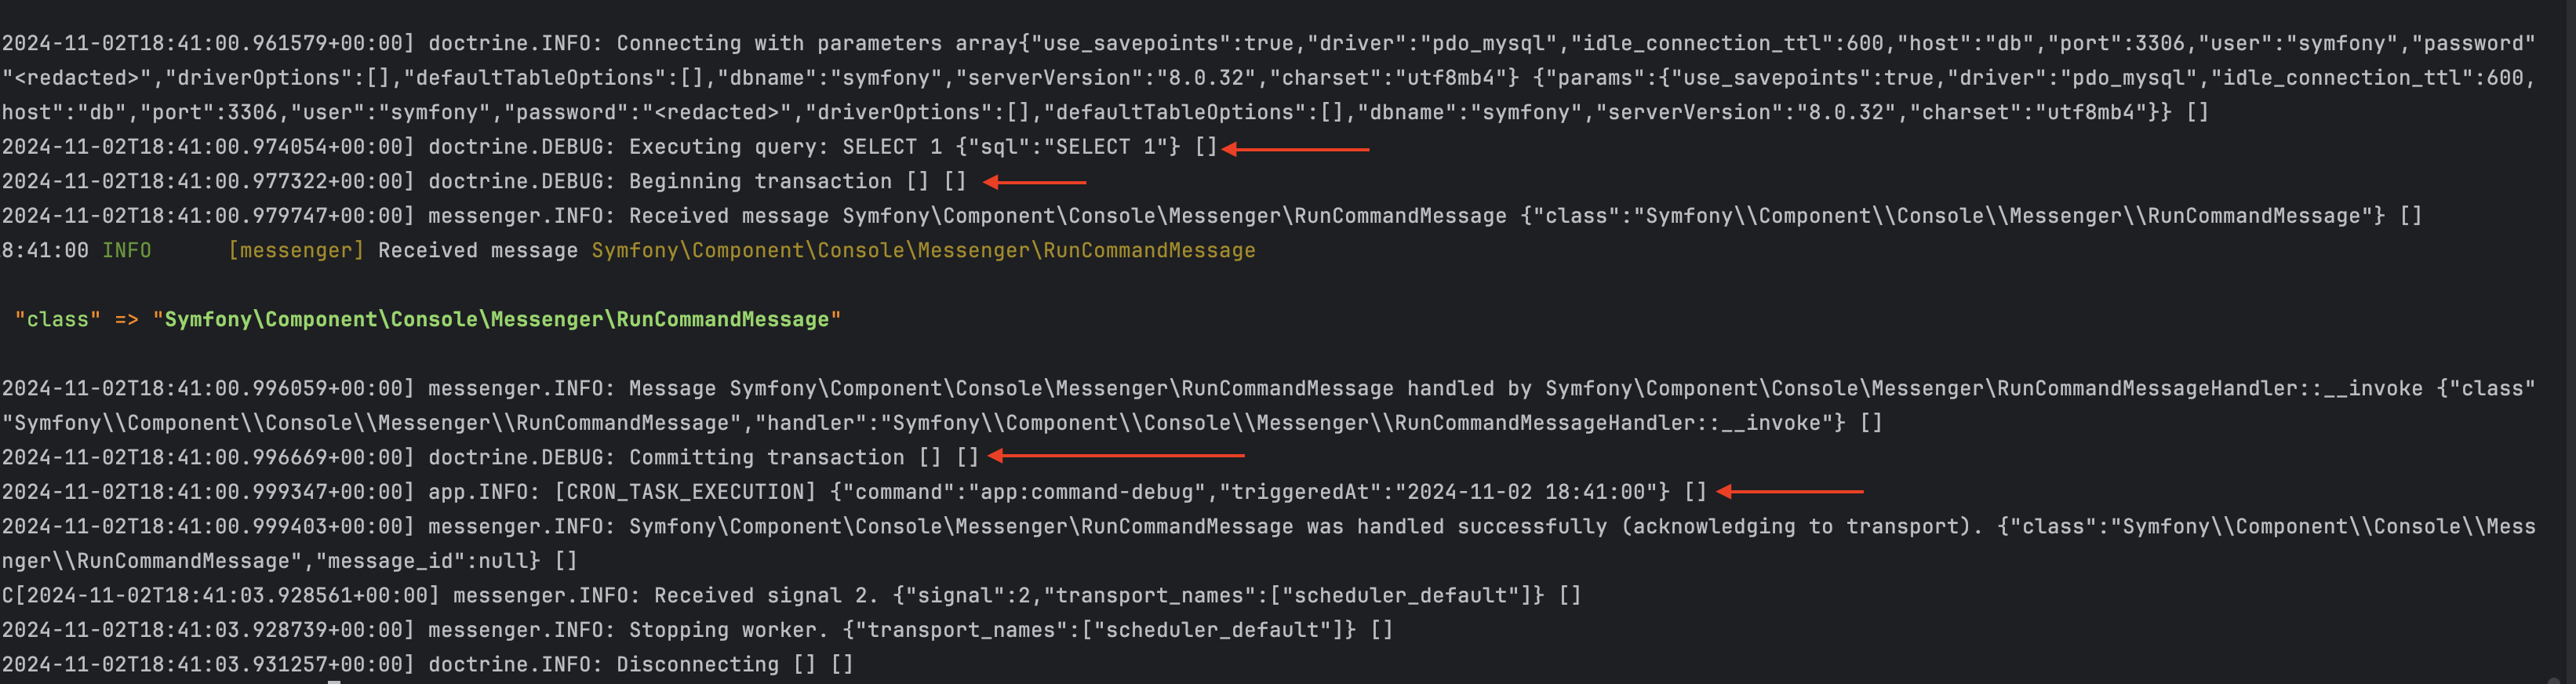 2024-11-02T18:41:00.961579+00:00] doctrine.INFO: Connecting with parameters array{"use_savepoints":true,"driver":"pdo_mysql","idle_connection_ttl":600,"host":"db","port":3306,"user":"symfony","password"
"<redacted>","driverOptions":[],"defaultTableOptions":[],"dbname":"symfony","serverVersion":"8.0.32","charset":"utf8mb4"} {"params":{"use_savepoints":true,"driver":"pdo_mysql","idle_connection_ttl":600,
host":"db","port":3306,"user":"symfony","password":"<redacted>","driverOptions":[],"defaultTableOptions":[],"dbname":"symfony","serverVersion":"8.0.32","charset":"utf8mb4"}} []
2024-11-02T18:41:00.974054+00:00] doctrine.DEBUG: Executing query: SELECT 1 {"sql":"SELECT 1"} []
2024-11-02T18:41:00.977322+00:00] doctrine.DEBUG: Beginning transaction [] []
2024-11-02T18:41:00.979747+00:00] messenger.INFO: Received message Symfony\Component\Console\Messenger\RunCommandMessage {"class":"Symfony\\Component\\Console\\Messenger\\RunCommandMessage"} []
8:41:00 INFO      [messenger] Received message Symfony\Component\Console\Messenger\RunCommandMessage
"class" => "Symfony\Component\Console\Messenger\RunCommandMessage"
2024-11-02T18:41:00.996059+00:00] messenger.INFO: Message Symfony\Component\Console\Messenger\RunCommandMessage handled by Symfony\Component\Console\Messenger\RunCommandMessageHandler::__invoke {"class"
"Symfony\\Component\\Console\\Messenger\\RunCommandMessage","handler":"Symfony\\Component\\Console\\Messenger\\RunCommandMessageHandler::__invoke"} []
2024-11-02T18:41:00.996669+00:00] doctrine.DEBUG: Committing transaction [] []
2024-11-02T18:41:00.999347+00:00] app.INFO: [CRON_TASK_EXECUTION] {"command":"app:command-debug","triggeredAt":"2024-11-02 18:41:00"} []
2024-11-02T18:41:00.999403+00:00] messenger.INFO: Symfony\Component\Console\Messenger\RunCommandMessage was handled successfully (acknowledging to transport). {"class":"Symfony\\Component\\Console\\Mess
nger\\RunCommandMessage","message_id":null} []
C[2024-11-02T18:41:03.928561+00:00] messenger.INFO: Received signal 2. {"signal":2,"transport_names":["scheduler_default"]} []
2024-11-02T18:41:03.928739+00:00] messenger.INFO: Stopping worker. {"transport_names":["scheduler_default"]} []
2024-11-02T18:41:03.931257+00:00] doctrine.INFO: Disconnecting [] []